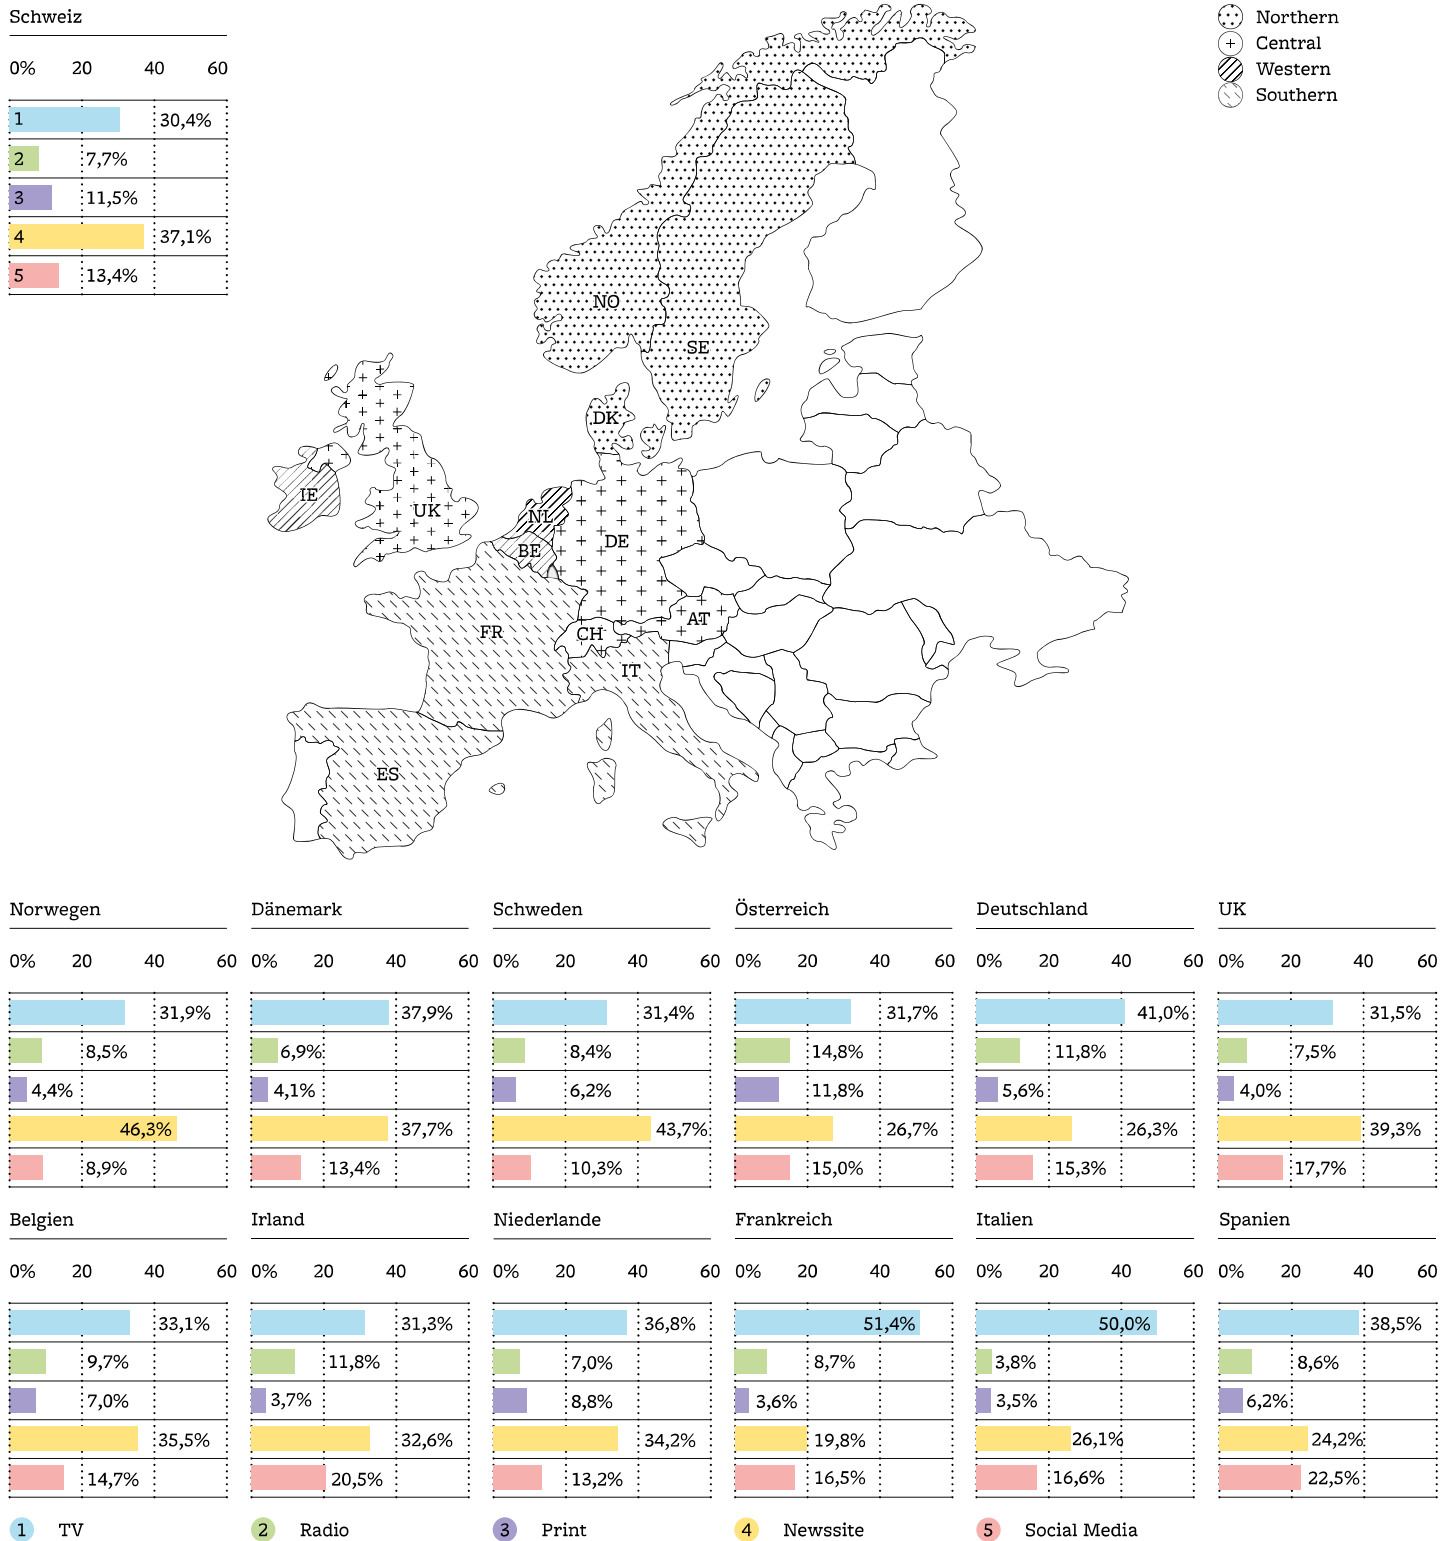 Schweiz
0% 20 40 60
1 30,4%
2 7,7%
3 11,5%
4 37,1%
5 13,4%
Northern
Central
Western
Southern
NO
SE
DK
IE
UK
NL
BE
DE
FR
CH
AT
IT
ES
Norwegen Dänemark Schweden Österreich Deutschland UK
0% 20 40 60 0% 20 40 60 0% 20 40 60 0% 20 40 60 0% 20 40 60 0% 20 40 60
31,9% 37,9% 31,4% 31,7% 41,0% 31,5%
8,5% 6,9% 8,4% 14,8% 11,8% 7,5%
4,4% 4,1% 6,2% 11,8% 5,6% 4,0%
46,3% 37,7% 43,7% 26,7% 26,3% 39,3%
8,9% 13,4% 10,3% 15,0% 15,3% 17,7%
Belgien Irland Niederlande Frankreich Italien Spanien
0% 20 40 60 0% 20 40 60 0% 20 40 60 0% 20 40 60 0% 20 40 60 0% 20 40 60
33,1% 31,3% 36,8% 51,4% 50,0% 38,5%
9,7% 11,8% 7,0% 8,7% 3,8% 8,6%
7,0% 3,7% 8,8% 3,6% 3,5% 6,2%
35,5% 32,6% 34,2% 19,8% 26,1% 24,2%
14,7% 20,5% 13,2% 16,5% 16,6% 22,5%
1 TV 2 Radio 3 Print 4 Newssite 5 Social Media